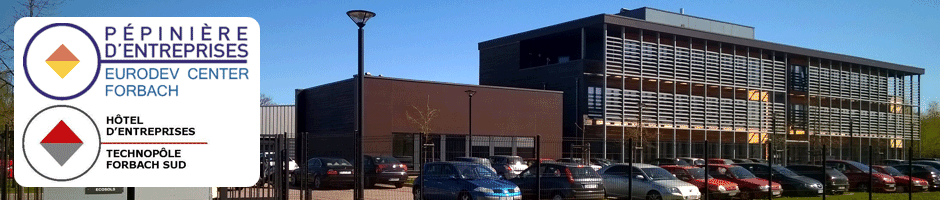 PÉPINIÈRE
D'ENTREPRISES
EURODEV CENTER
FORBACH
HÔTEL
D'ENTREPRISES
TECHNOPÔLE
FORBACH SUD